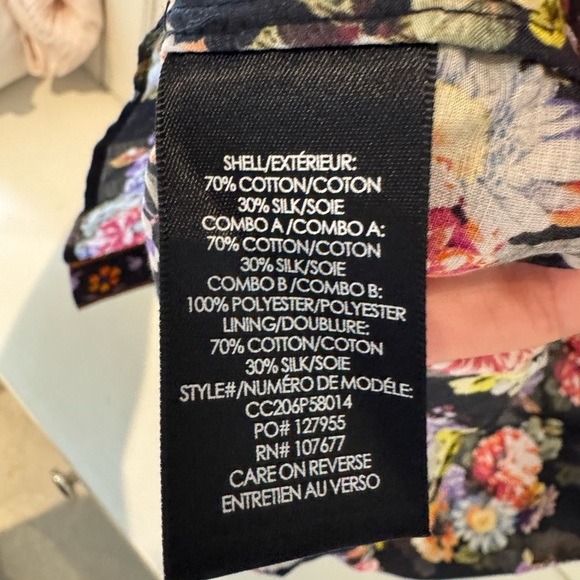 SHELL/EXTÉRIEUR:
70% COTTON/COTON
30% SILK/SOIE
COMBO A /COMBO A:
70% COTTON/COTON
30% SILK/SOIE
COMBO B /COMBO B:
100% POLYESTER/POLYESTER
LINING/DOUBLURE:
70% COTTON/COTON
30% SILK/SOIE
STYLE#/NUMÉRO DE MODÉLE:
CC206P58014
PO# 127955
RN# 107677
CARE ON REVERSE
ENTRETIEN AU VERSO